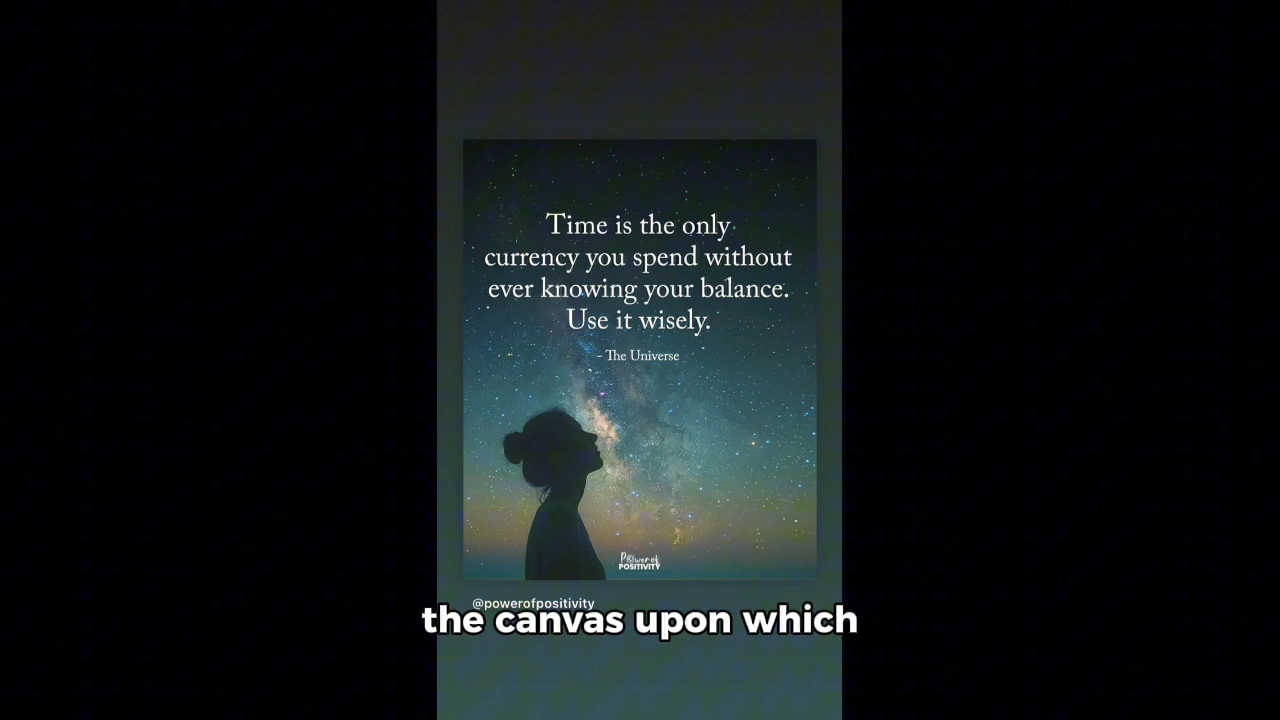 Time is the only
currency you spend without
ever knowing your balance.
Use it wisely.
- The Universe
Power of
POSITIVITY
@powerofpositivity
the canvas upon which